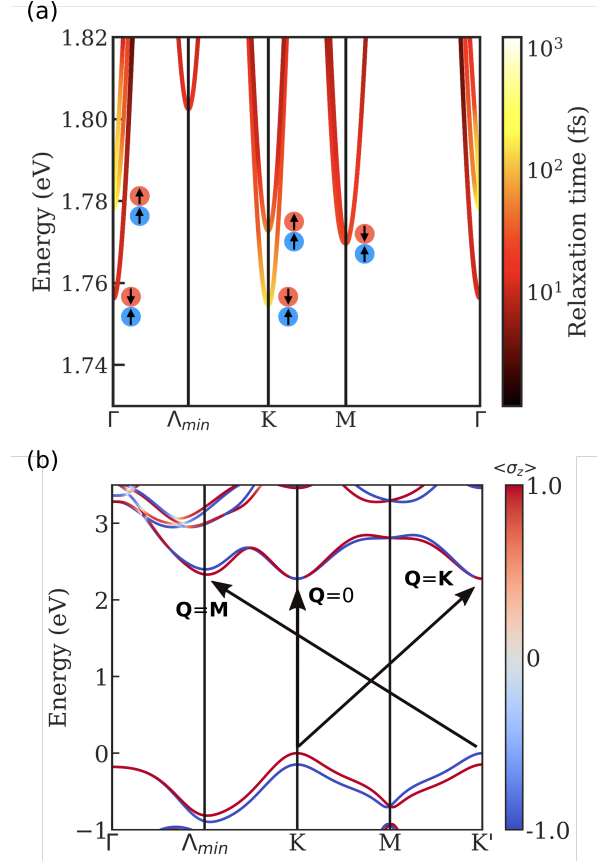 (a)
1.82
1.80
1.78
1.76
1.74
Energy (eV)
Γ
Λmin
K
M
Γ
10³
10²
10¹
Relaxation time (fs)
(b)
<σz>
3
2
1
0
−1
Energy (eV)
Q=M
Q=0
Q=K
Γ
Λmin
K
M
K'
1.0
0
-1.0